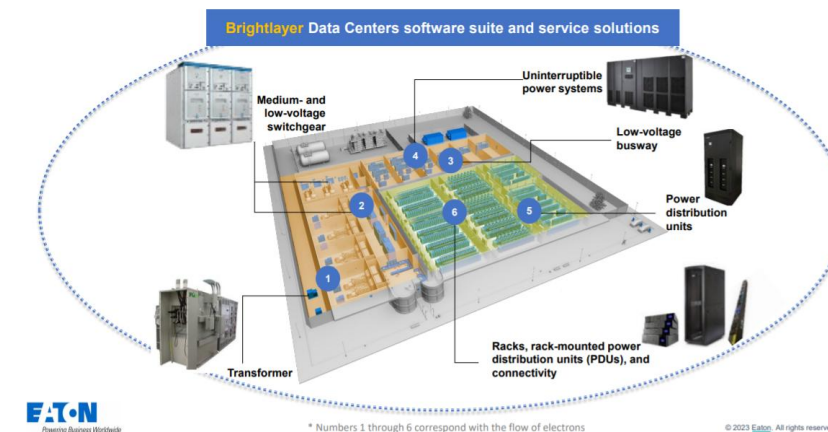 Brightlayer Data Centers software suite and service solutions
Medium- and
low-voltage
switchgear
Uninterruptible
power systems
Low-voltage
busway
4
3
2
6
5
Power
distribution
units
1
Transformer
Racks, rack-mounted power
distribution units (PDUs), and
connectivity
EATON
Powering Business Worldwide
* Numbers 1 through 6 correspond with the flow of electrons
© 2023 Eaton. All rights reserve